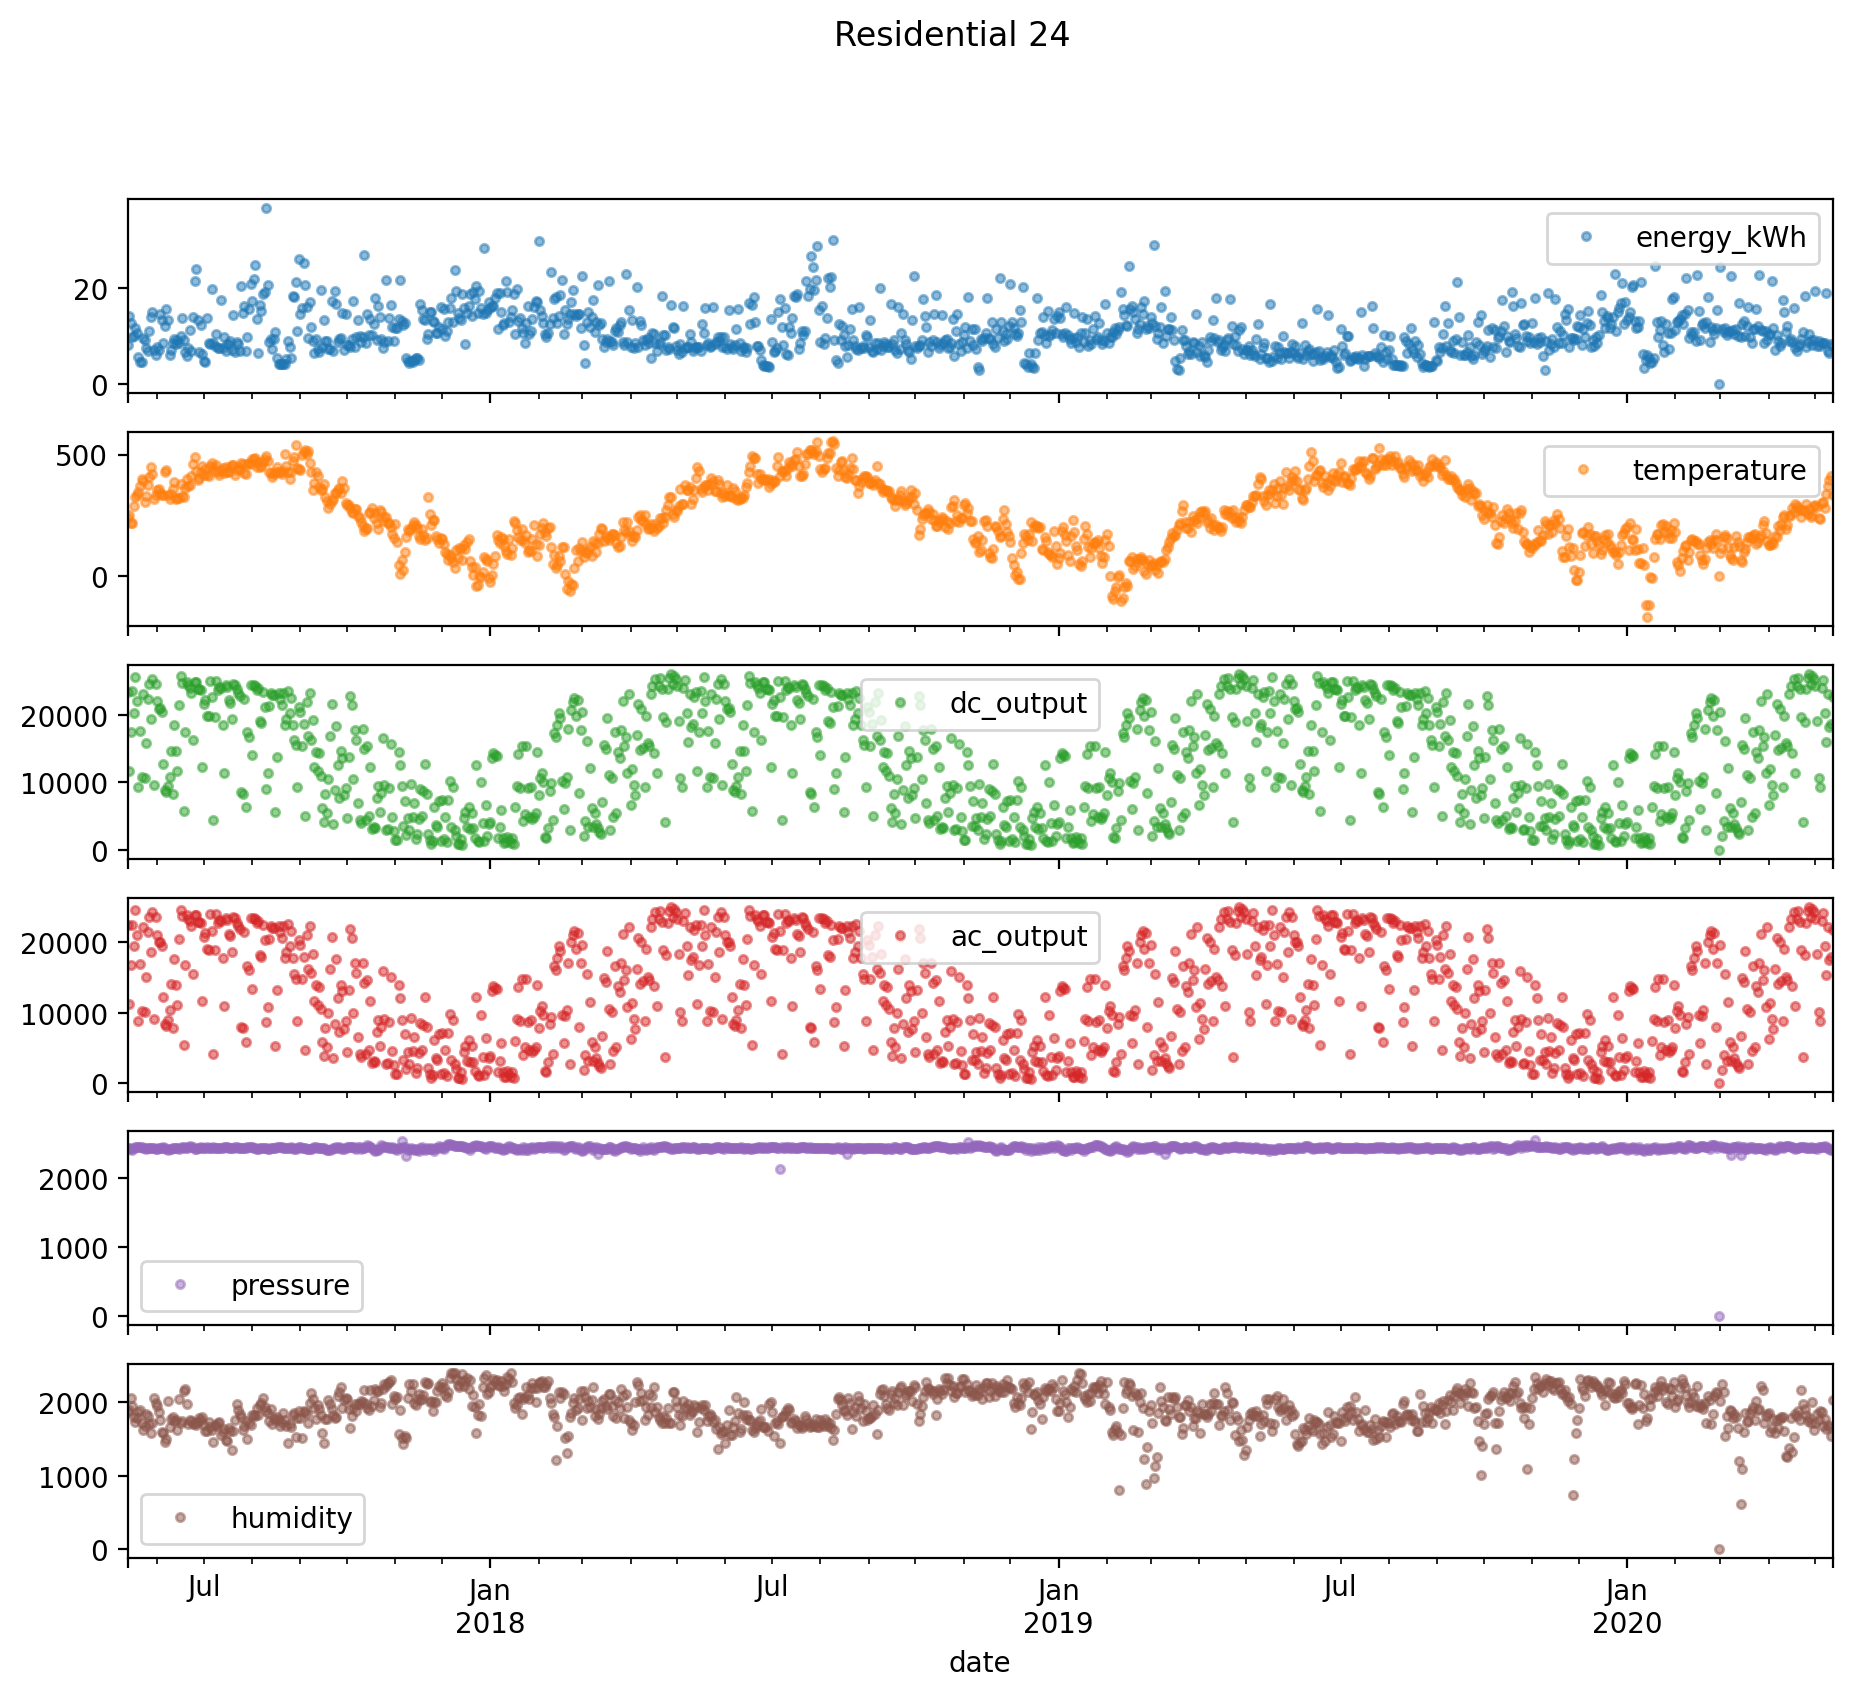 Residential 24
energy_kWh
20
0
temperature
500
0
dc_output
20000
10000
0
ac_output
20000
10000
0
2000
1000
pressure
0
2000
1000
humidity
0
Jul Jan Jul Jan Jul Jan
2018 2019 2020
date